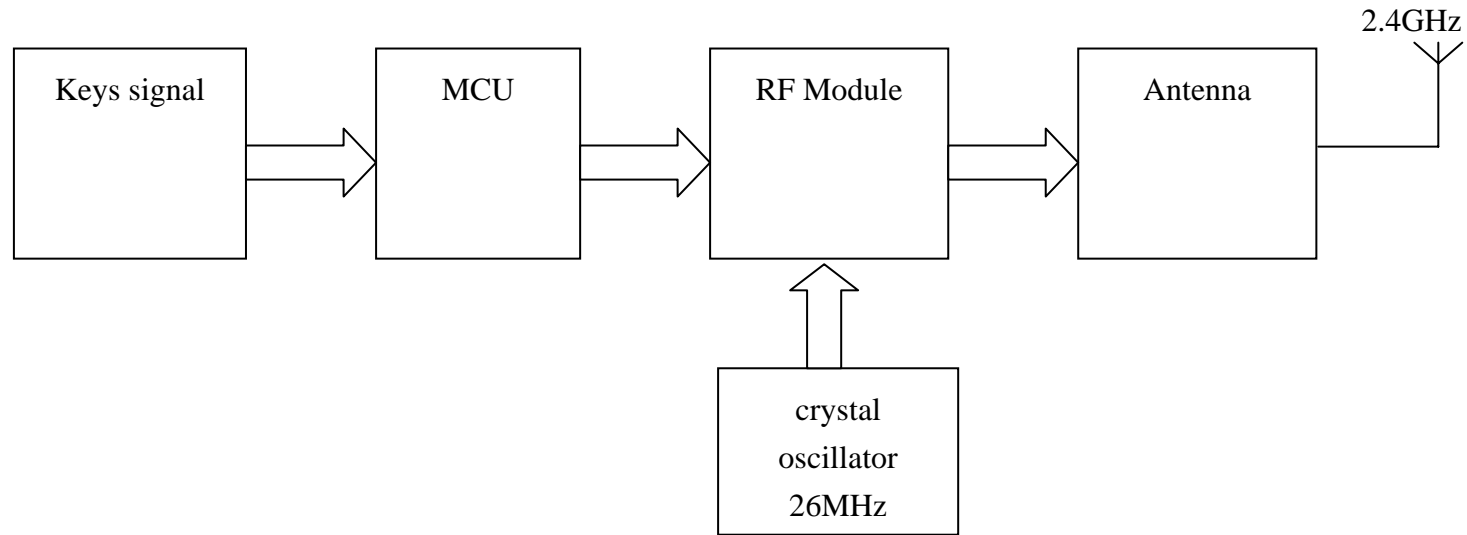 2.4GHz
Keys signal
MCU
RF Module
Antenna
crystal
oscillator
26MHz